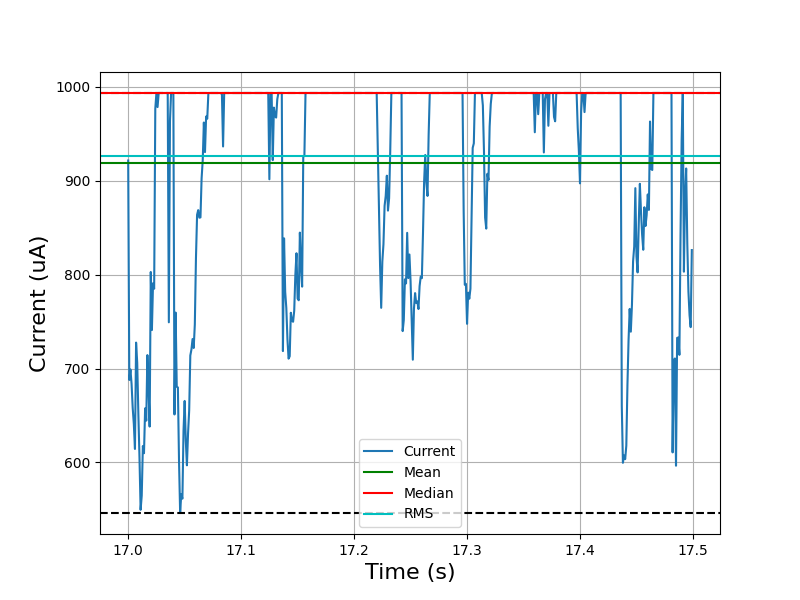 1000
900
800
700
600
Current (uA)
Current
Mean
Median
RMS
17.0
17.1
17.2
17.3
17.4
17.5
Time (s)